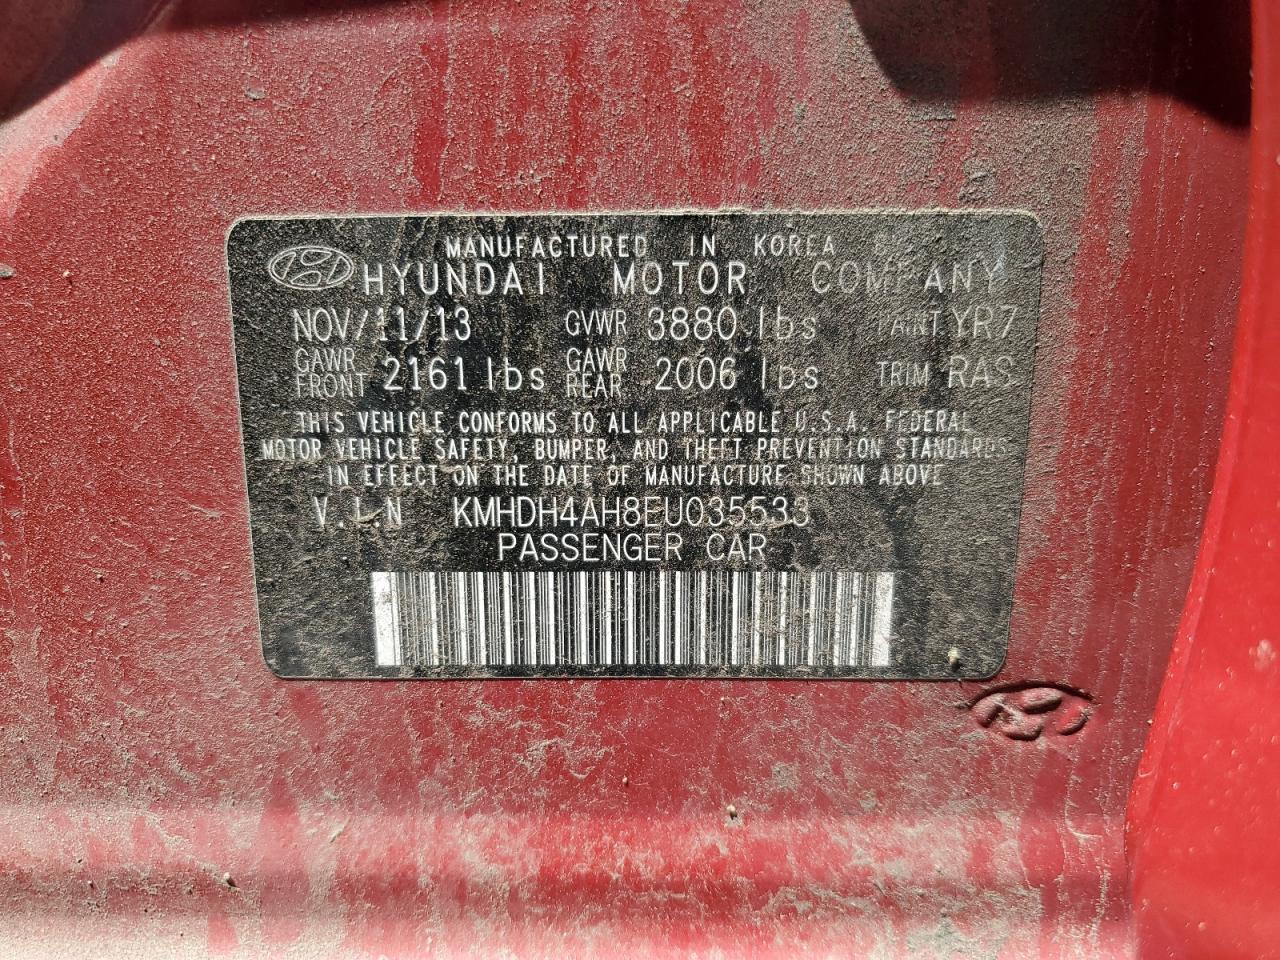 MANUFACTURED IN KOREA
HYUNDAI MOTOR COMPANY
NOV/11/13 GVWR 3880 lbs PAINT YR7
GAWR FRONT 2161 lbs GAWR REAR 2006 lbs TRIM RAS
THIS VEHICLE CONFORMS TO ALL APPLICABLE U.S.A. FEDERAL
MOTOR VEHICLE SAFETY, BUMPER, AND THEFT PREVENTION STANDARDS
IN EFFECT ON THE DATE OF MANUFACTURE SHOWN ABOVE
V.I.N KMHDH4AH8EU035533
PASSENGER CAR